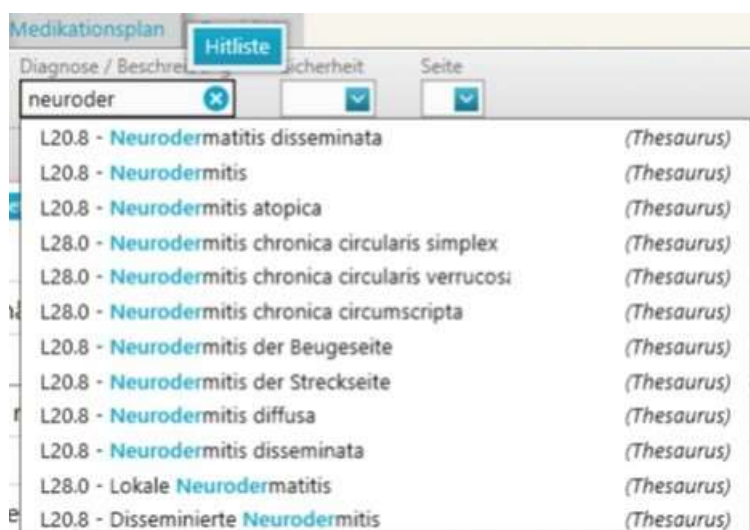 Medikationsplan
Hitliste
Diagnose / Seite
neuroder
L20.8 - Neurodermatitis disseminata (Thesaurus)
L20.8 - Neurodermitis (Thesaurus)
L20.8 - Neurodermitis atopica (Thesaurus)
L28.0 - Neurodermitis chronica circularis simplex (Thesaurus)
L28.0 - Neurodermitis chronica circularis (Thesaurus)
L28.0 - Neurodermitis chronica circumscripta (Thesaurus)
L20.8 - Neurodermitis der Beugeseite (Thesaurus)
L20.8 - Neurodermitis der Streckseite (Thesaurus)
L20.8 - Neurodermitis diffusa (Thesaurus)
L20.8 - Neurodermitis disseminata (Thesaurus)
L28.0 - Lokale Neurodermatitis (Thesaurus)
L20.8 - Disseminierte Neurodermitis (Thesaurus)